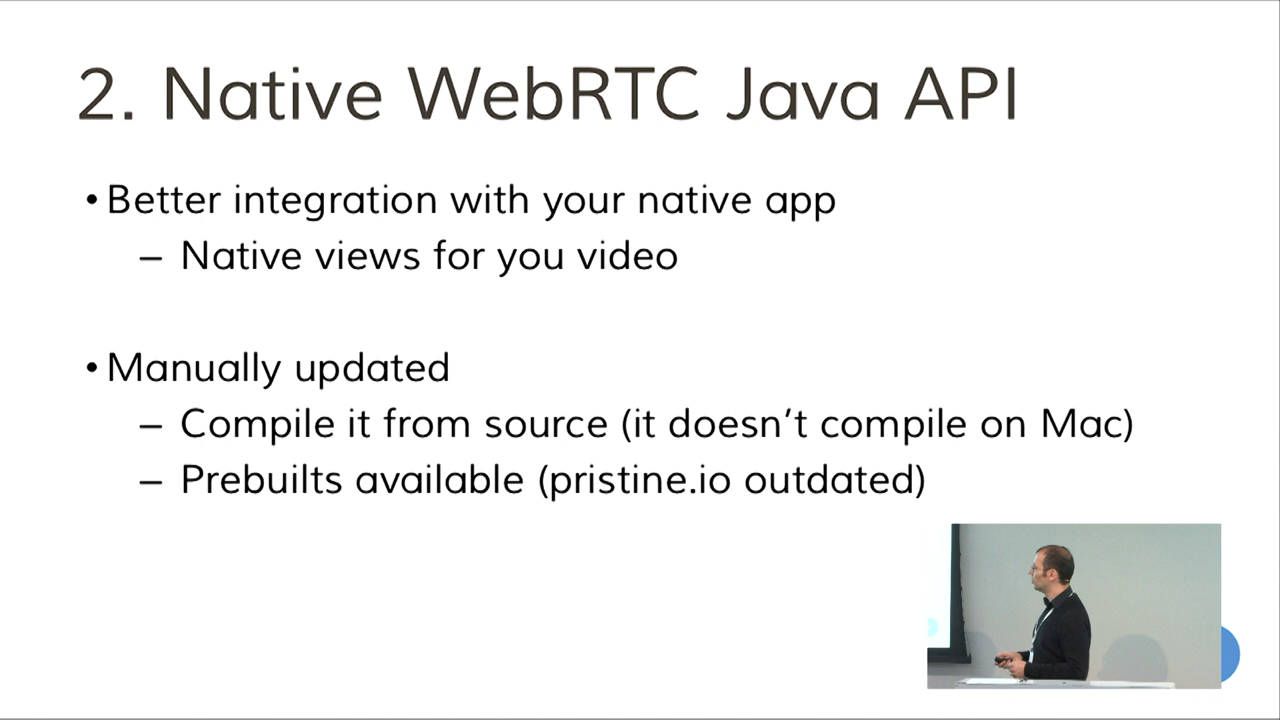 2. Native WebRTC Java API
• Better integration with your native app
– Native views for you video
• Manually updated
– Compile it from source (it doesn't compile on Mac)
– Prebuilts available (pristine.io outdated)